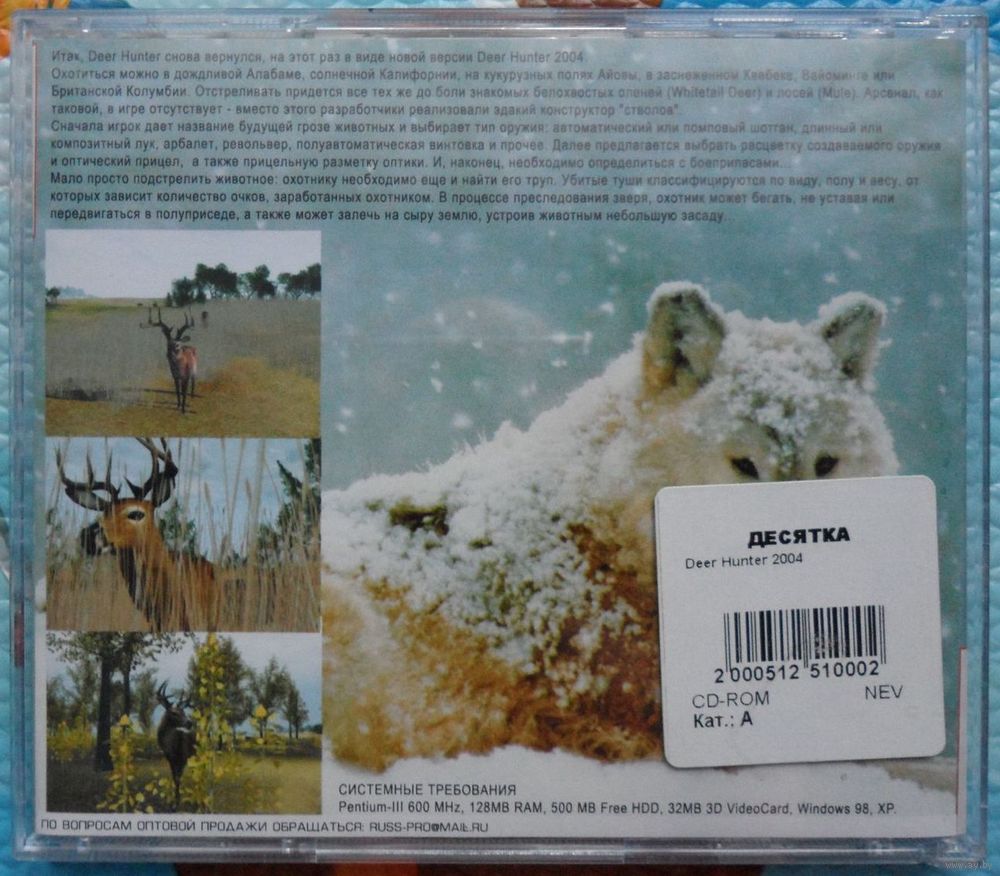 Итак, Deer Hunter снова вернулся, на этот раз в виде новой версии Deer Hunter 2004.
Охотиться можно в дождливой Алабаме, солнечной Калифорнии, на кукурузных полях Айовы, в заснеженном Квебеке, Вайоминге или
Британской Колумбии. Отстреливать придется все тех же до боли знакомых белохвостых оленей (Whitetail Deer) и лосей (Mule). Арсенал, как
таковой, в игре отсутствует - вместо этого разработчики реализовали эдакий конструктор "стволов".
Сначала игрок дает название будущей грозе животных и выбирает тип оружия: автоматический или помповый шотган, длинный или
композитный лук, арбалет, револьвер, полуавтоматическая винтовка и прочее. Далее предлагается выбрать расцветку создаваемого оружия
и оптический прицел, а также прицельную разметку оптики. И, наконец, необходимо определиться с боеприпасами.
Мало просто подстрелить животное: охотнику необходимо еще и найти его труп. Убитые туши классифицируются по виду, полу и весу, от
которых зависит количество очков, заработанных охотником. В процессе преследования зверя, охотник может бегать, не уставая или
передвигаться в полуприседе, а также может залечь на сыру землю, устроив животным небольшую засаду...
ДЕСЯТКА
Deer Hunter 2004
2 000512 510002
CD-ROM NEV
Кат.: А
СИСТЕМНЫЕ ТРЕБОВАНИЯ
Pentium-III 600 MHz, 128MB RAM, 500 MB Free HDD, 32MB 3D VideoCard, Windows 98, XP.
ПО ВОПРОСАМ ОПТОВОЙ ПРОДАЖИ ОБРАЩАТЬСЯ: RUSS-PRO@MAIL.RU
www.ay.by